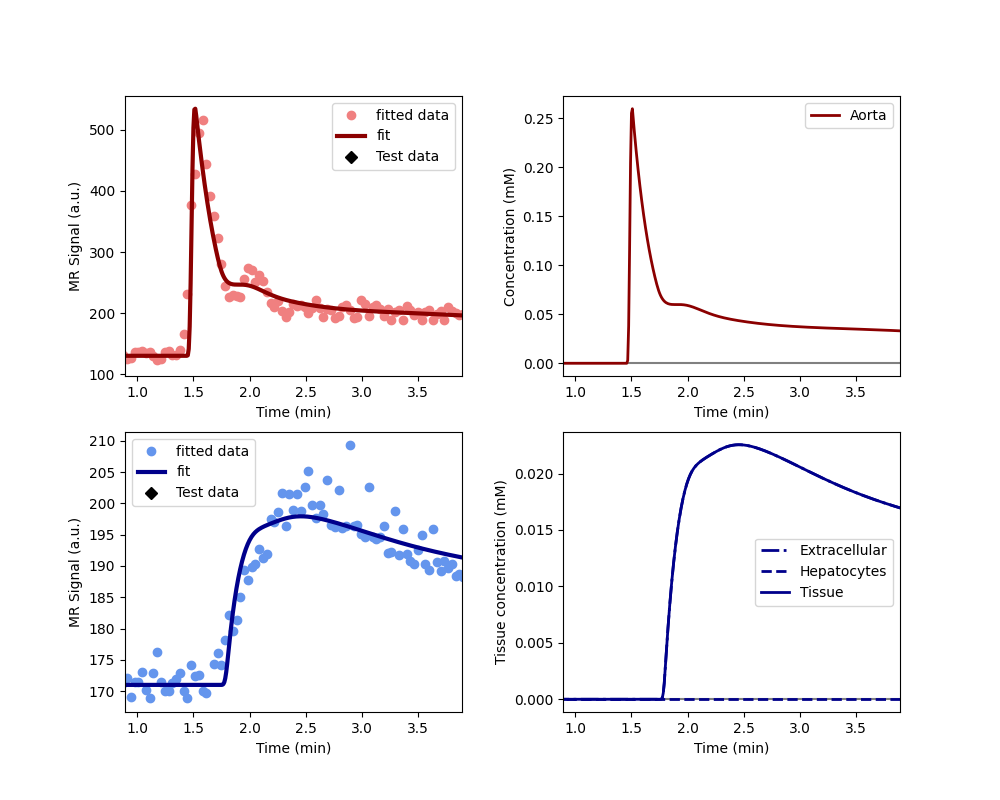 MR Signal (a.u.)
500
400
300
200
100
fitted data
fit
Test data
1.0 1.5 2.0 2.5 3.0 3.5
Time (min)
Concentration (mM)
0.25
0.20
0.15
0.10
0.05
0.00
Aorta
1.0 1.5 2.0 2.5 3.0 3.5
Time (min)
MR Signal (a.u.)
210
205
200
195
190
185
180
175
170
fitted data
fit
Test data
1.0 1.5 2.0 2.5 3.0 3.5
Time (min)
Tissue concentration (mM)
0.020
0.015
0.010
0.005
0.000
Extracellular
Hepatocytes
Tissue
1.0 1.5 2.0 2.5 3.0 3.5
Time (min)